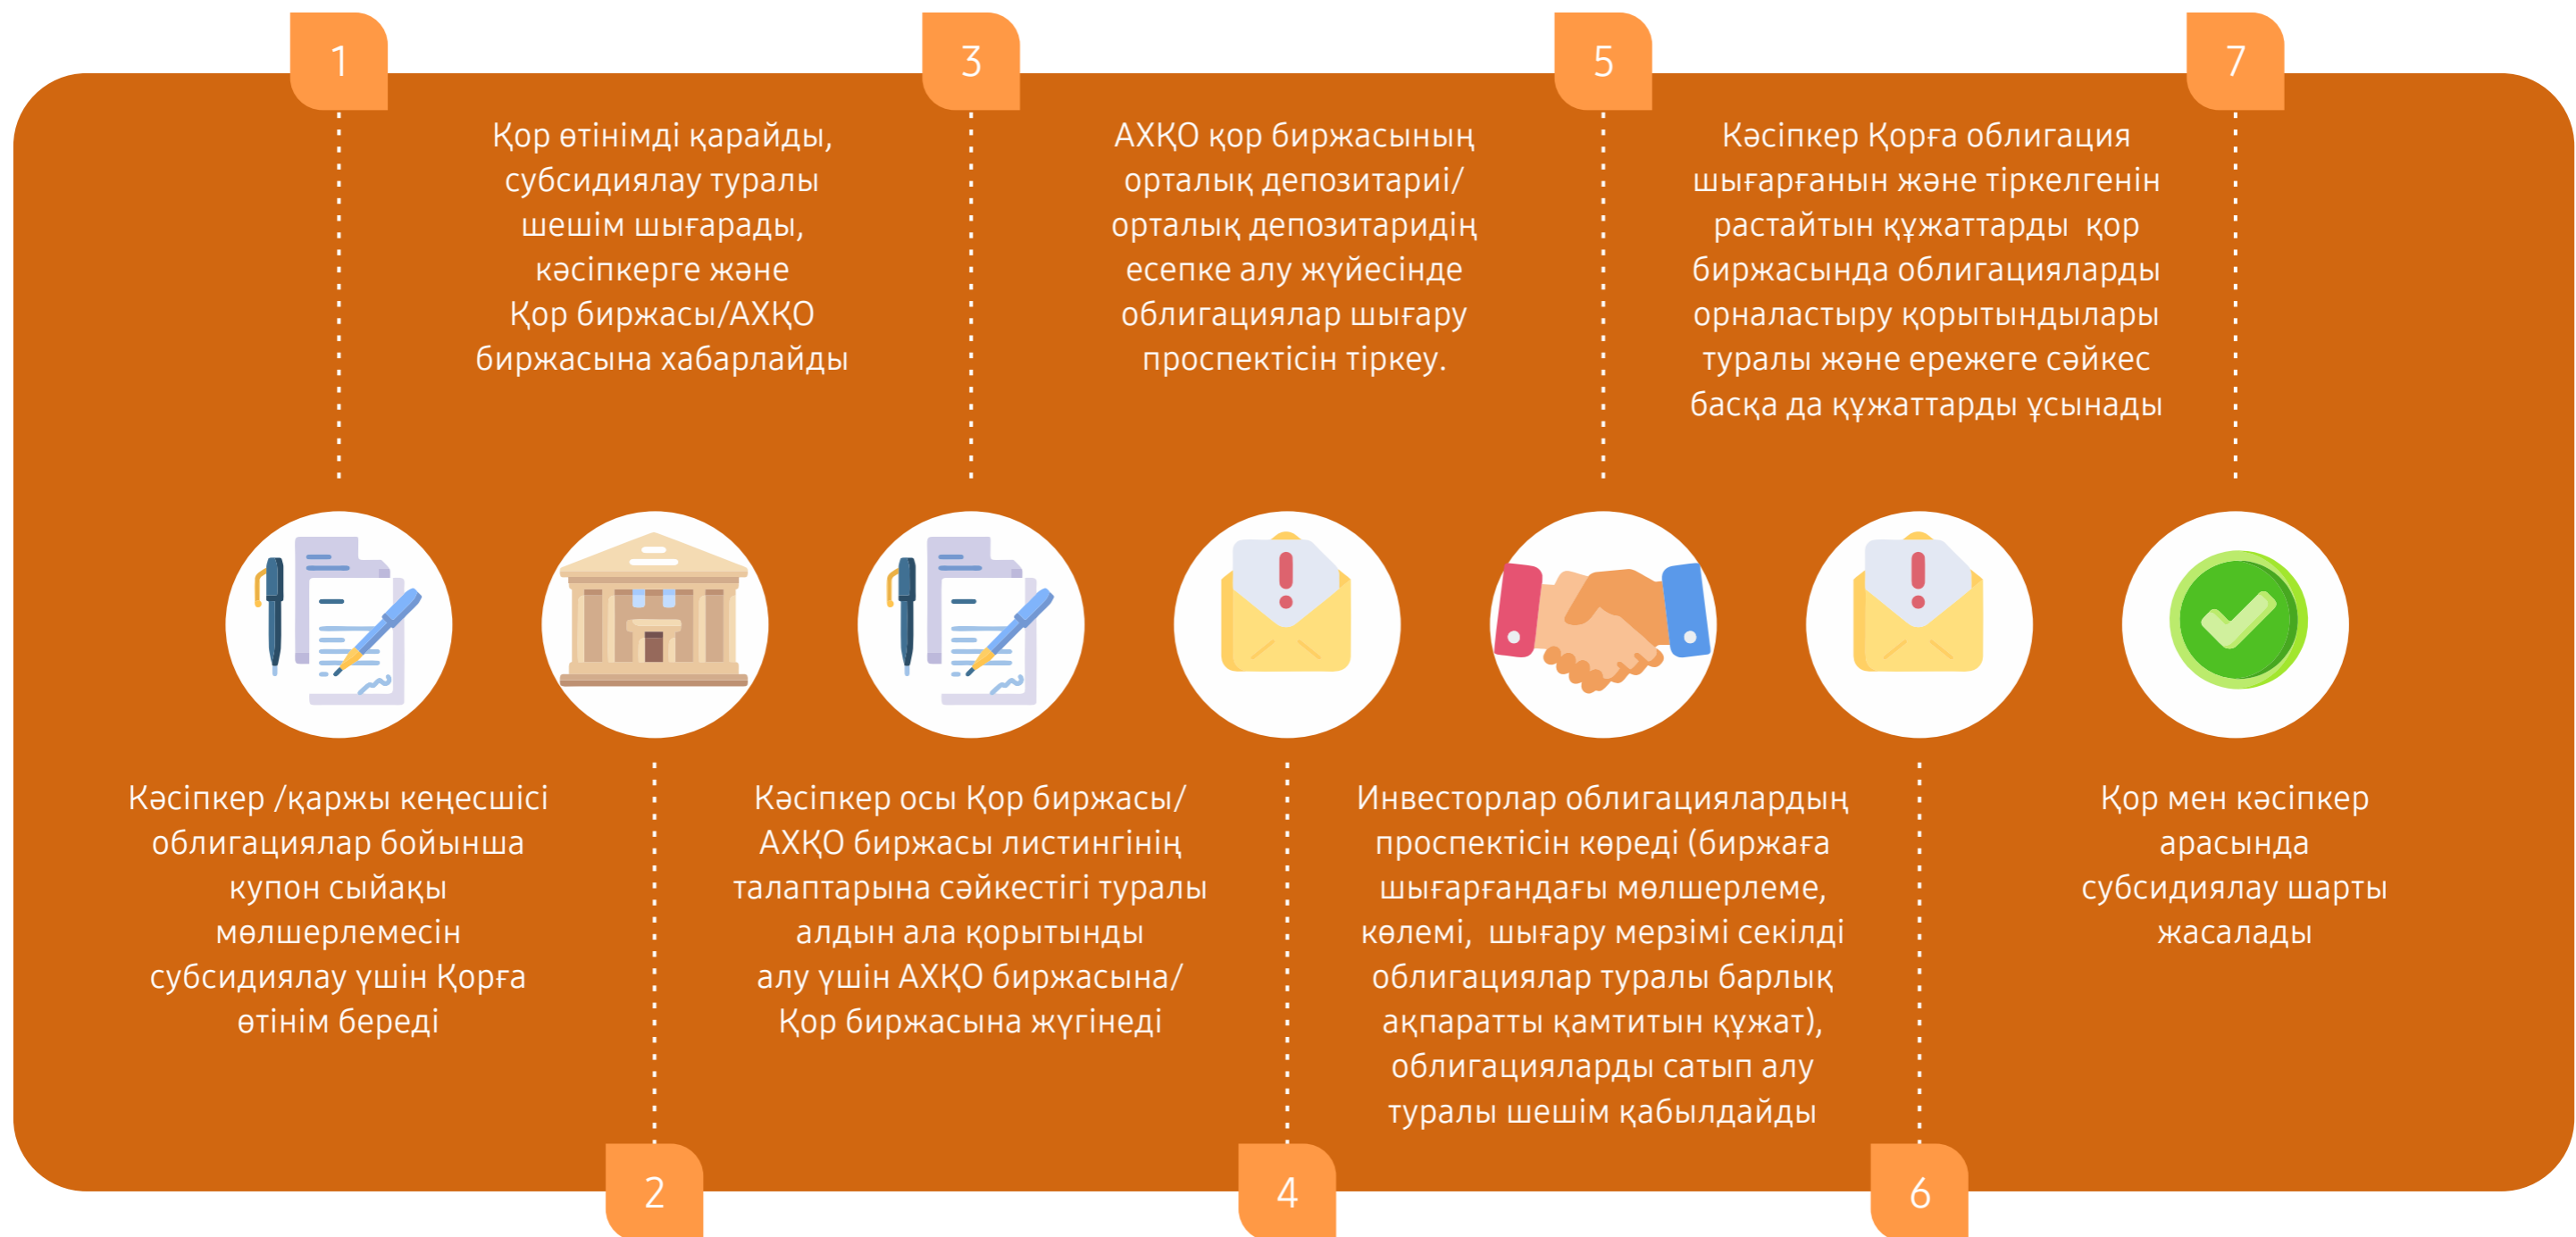 1
Кәсіпкер /қаржы кеңесшісі
облигациялар бойынша
купон сыйақы
мөлшерлемесін
субсидиялау үшін Қорға
өтінім береді
2
Қор өтінімді қарайды,
субсидиялау туралы
шешім шығарады,
кәсіпкерге және
Қор биржасы/АХҚО
биржасына хабарлайды
3
Кәсіпкер осы Қор биржасы/
АХҚО биржасы листингінің
талаптарына сәйкестігі туралы
алдын ала қорытынды
алу үшін АХҚО биржасына/
Қор биржасына жүгінеді
4
АХҚО қор биржасының
орталық депозитариі/
орталық депозитаридің
есепке алу жүйесінде
облигациялар шығару
проспектісін тіркеу.
5
Инвесторлар облигациялардың
проспектісін көреді (биржаға
шығарғандағы мөлшерлеме,
көлемі, шығару мерзімі секілді
облигациялар туралы барлық
ақпаратты қамтитын құжат),
облигацияларды сатып алу
туралы шешім қабылдайды
6
Кәсіпкер Қорға облигация
шығарғанын және тіркелгенін
растайтын құжаттарды қор
биржасында облигацияларды
орналастыру қорытындылары
туралы және ережеге сәйкес
басқа да құжаттарды ұсынады
7
Қор мен кәсіпкер
арасында
субсидиялау шарты
жасалады